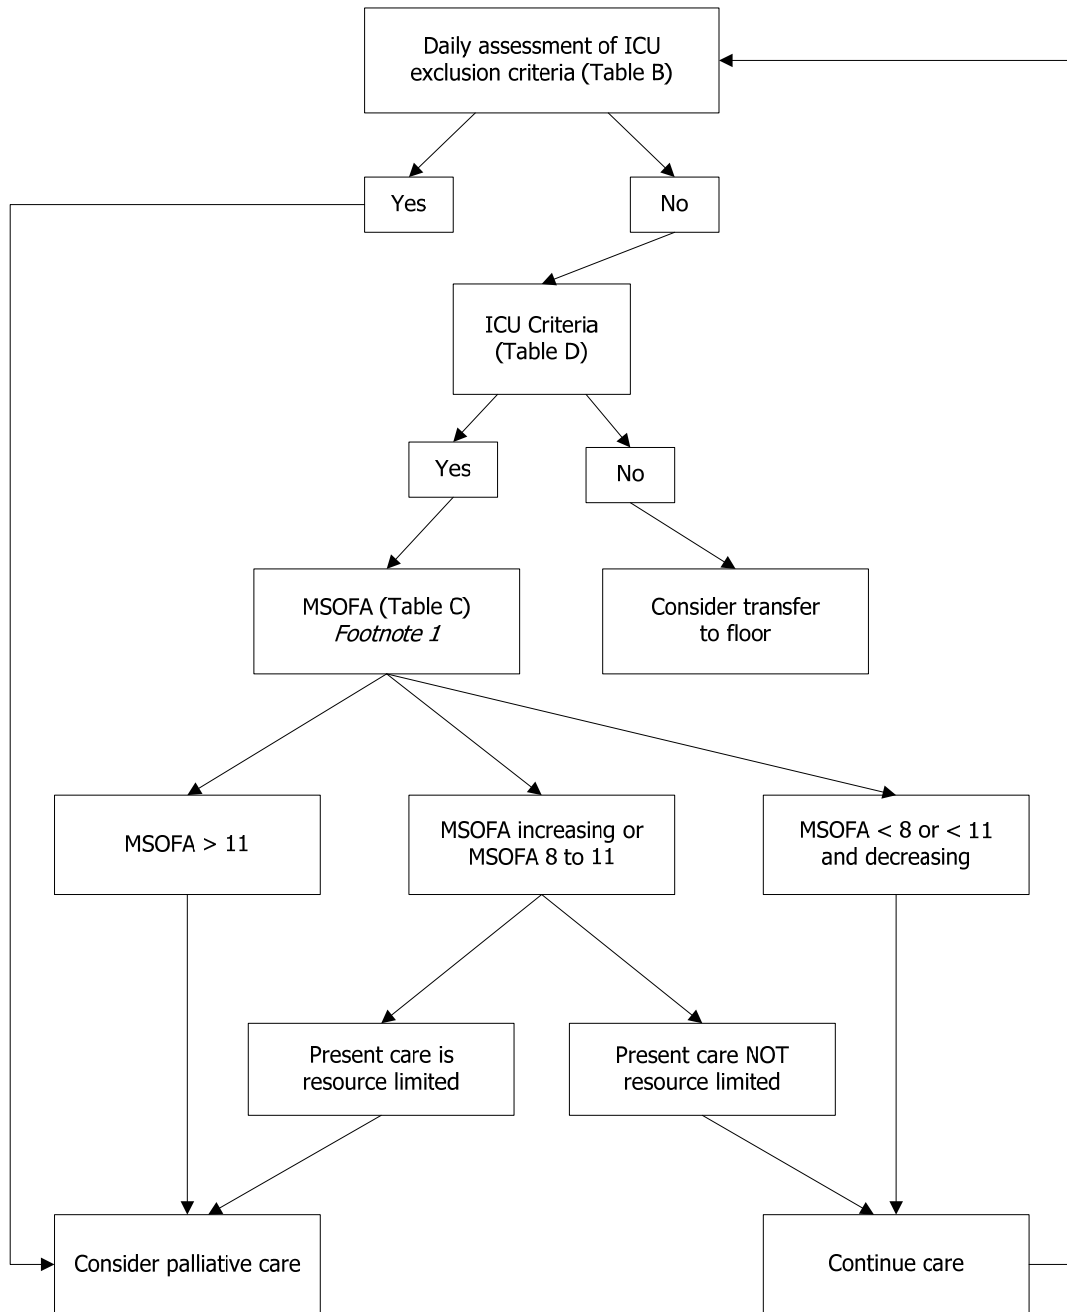 Daily assessment of ICU
exclusion criteria (Table B)
Yes
No
ICU Criteria
(Table D)
Yes
No
MSOFA (Table C)
Footnote 1
Consider transfer
to floor
MSOFA > 11
MSOFA increasing or
MSOFA 8 to 11
MSOFA < 8 or < 11
and decreasing
Present care is
resource limited
Present care NOT
resource limited
Consider palliative care
Continue care